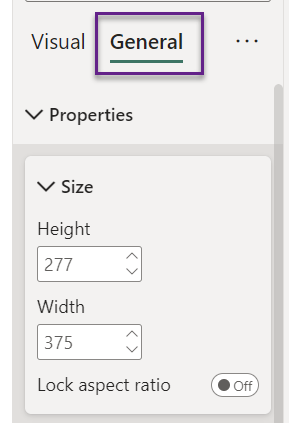 Visual General ...
Properties
Size
Height
277
Width
375
Lock aspect ratio Off